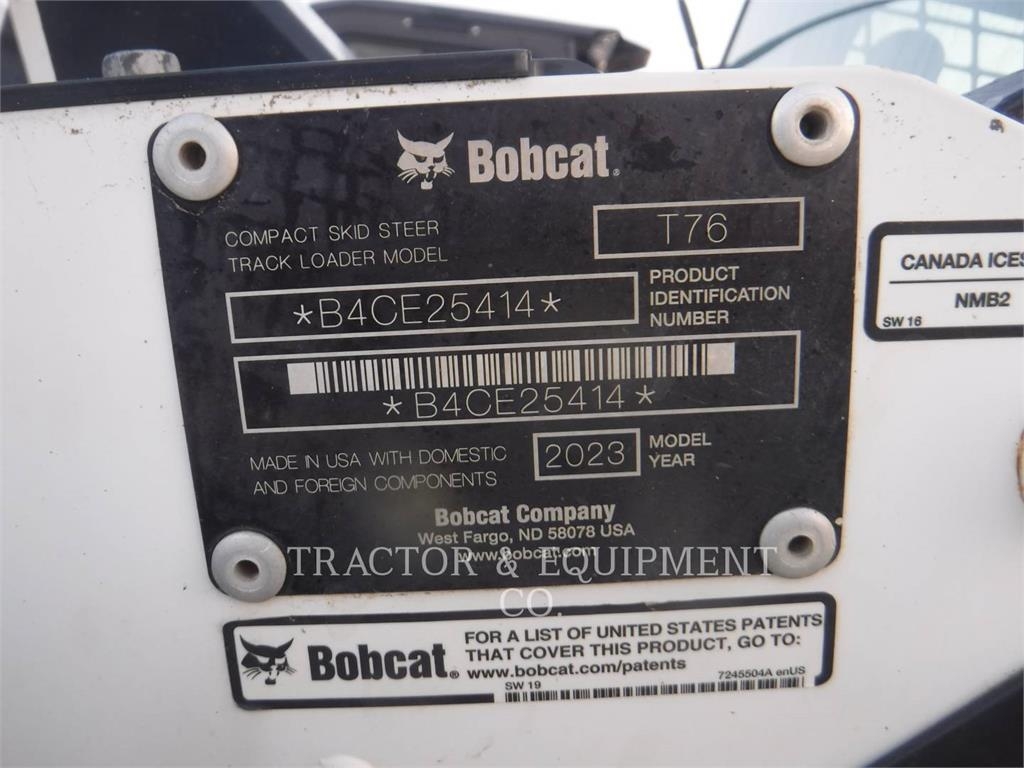 Bobcat.
COMPACT SKID STEER
TRACK LOADER MODEL
T76
*B4CE25414*
PRODUCT
IDENTIFICATION
NUMBER
*B4CE25414*
MADE IN USA WITH DOMESTIC
AND FOREIGN COMPONENTS
2023
MODEL
YEAR
Bobcat Company
West Fargo, ND 58078 USA
www.bobcat.com
TRACTOR & EQUIPMENT
CO.
Bobcat.
FOR A LIST OF UNITED STATES PATENTS
THAT COVER THIS PRODUCT, GO TO:
www.bobcat.com/patents
SW 19
7245504A enUS
CANADA ICES
NMB2
SW 16